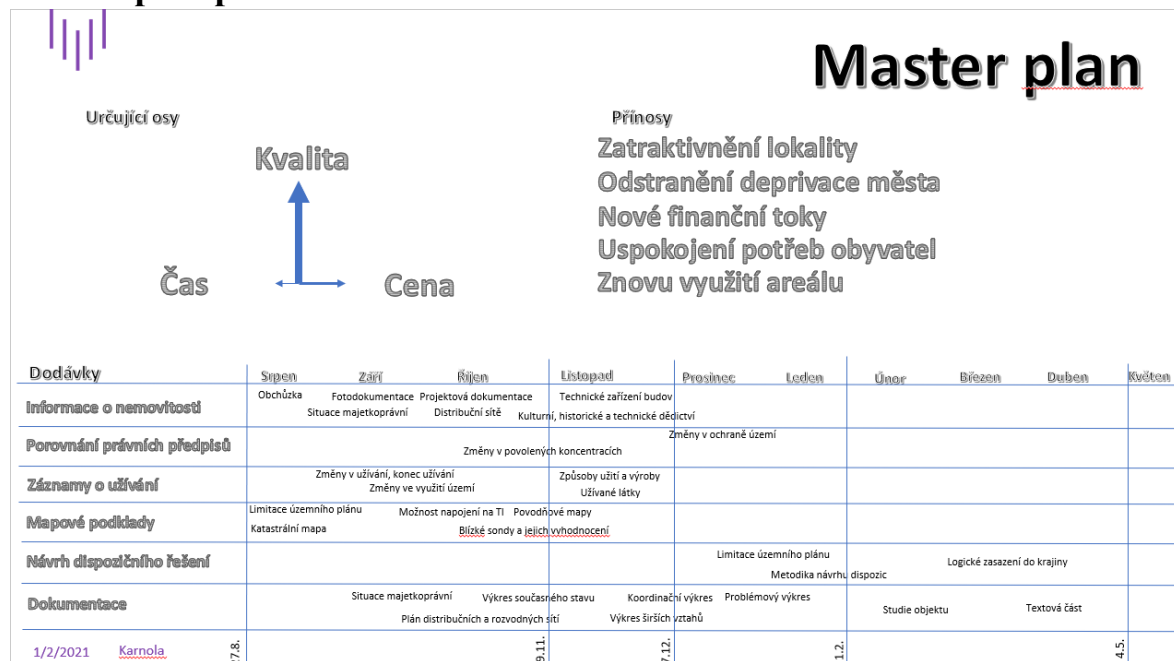 Master plan
Určující osy
Kvalita
Čas
Cena
Přínosy
Zatraktivnění lokality
Odstranění deprivace města
Nové finanční toky
Uspokojení potřeb obyvatel
Znovu využití areálu
Dodávky Srpen Září Říjen Listopad Prosinec Leden Únor Březen Duben Květen
Informace o nemovitosti
Obchůzka Fotodokumentace Projektová dokumentace Technické zařízení budov
Situace majetkoprávní Distribuční sítě Kulturní, historické a technické dědictví
Porovnání právních předpisů
Změny v ochraně území
Změny v povolených koncentracích
Záznamy o užívání
Změny v užívání, konec užívání Způsoby užití a výroby
Změny ve využití území Užívané látky
Mapové podklady
Limitace územního plánu Možnost napojení na TI Povodňové mapy
Katastrální mapa Blízké sondy a jejich vyhodnocení
Návrh dispozičního řešení
Limitace územního plánu Logické zasazení do krajiny
Metodika návrhu dispozic
Dokumentace
Situace majetkoprávní Výkres současného stavu Koordinační výkres Problémový výkres
Studie objektu Textová část
Plán distribučních a rozvodných sítí Výkres širších vztahů
1/2/2021 Karnola
4.5.